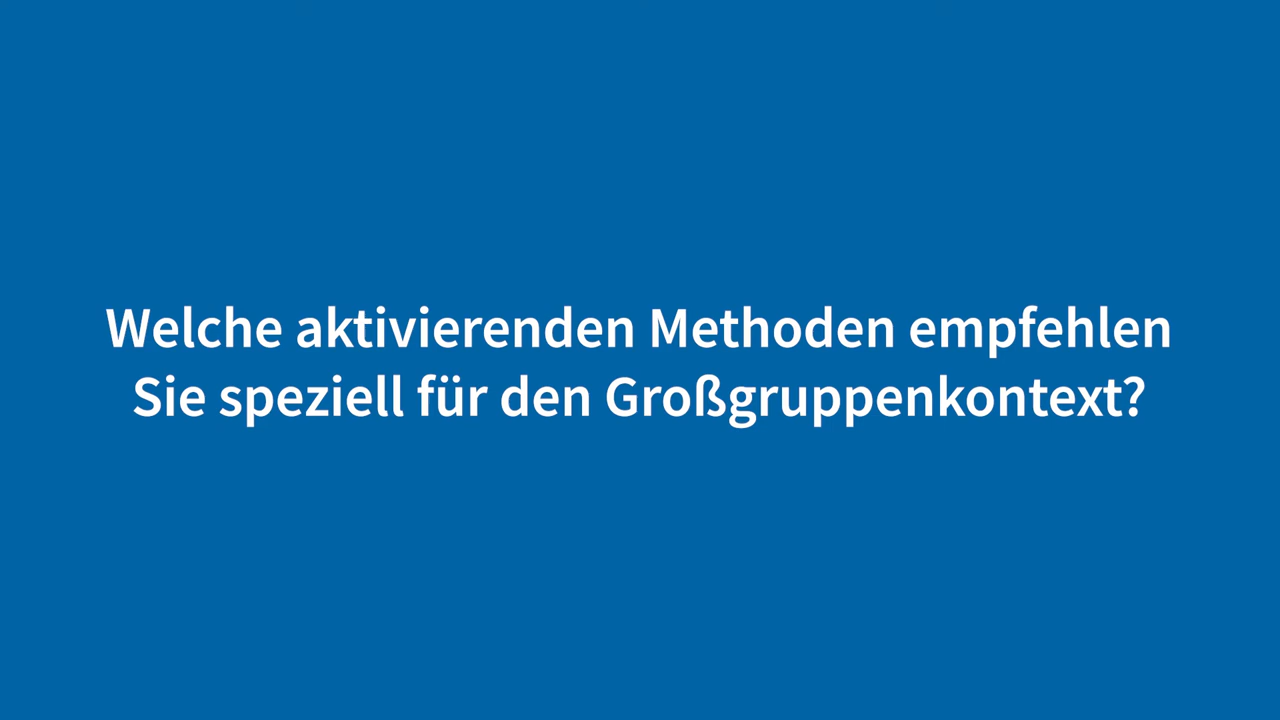 Welche aktivierenden Methoden empfehlen
Sie speziell für den Großgruppenkontext?